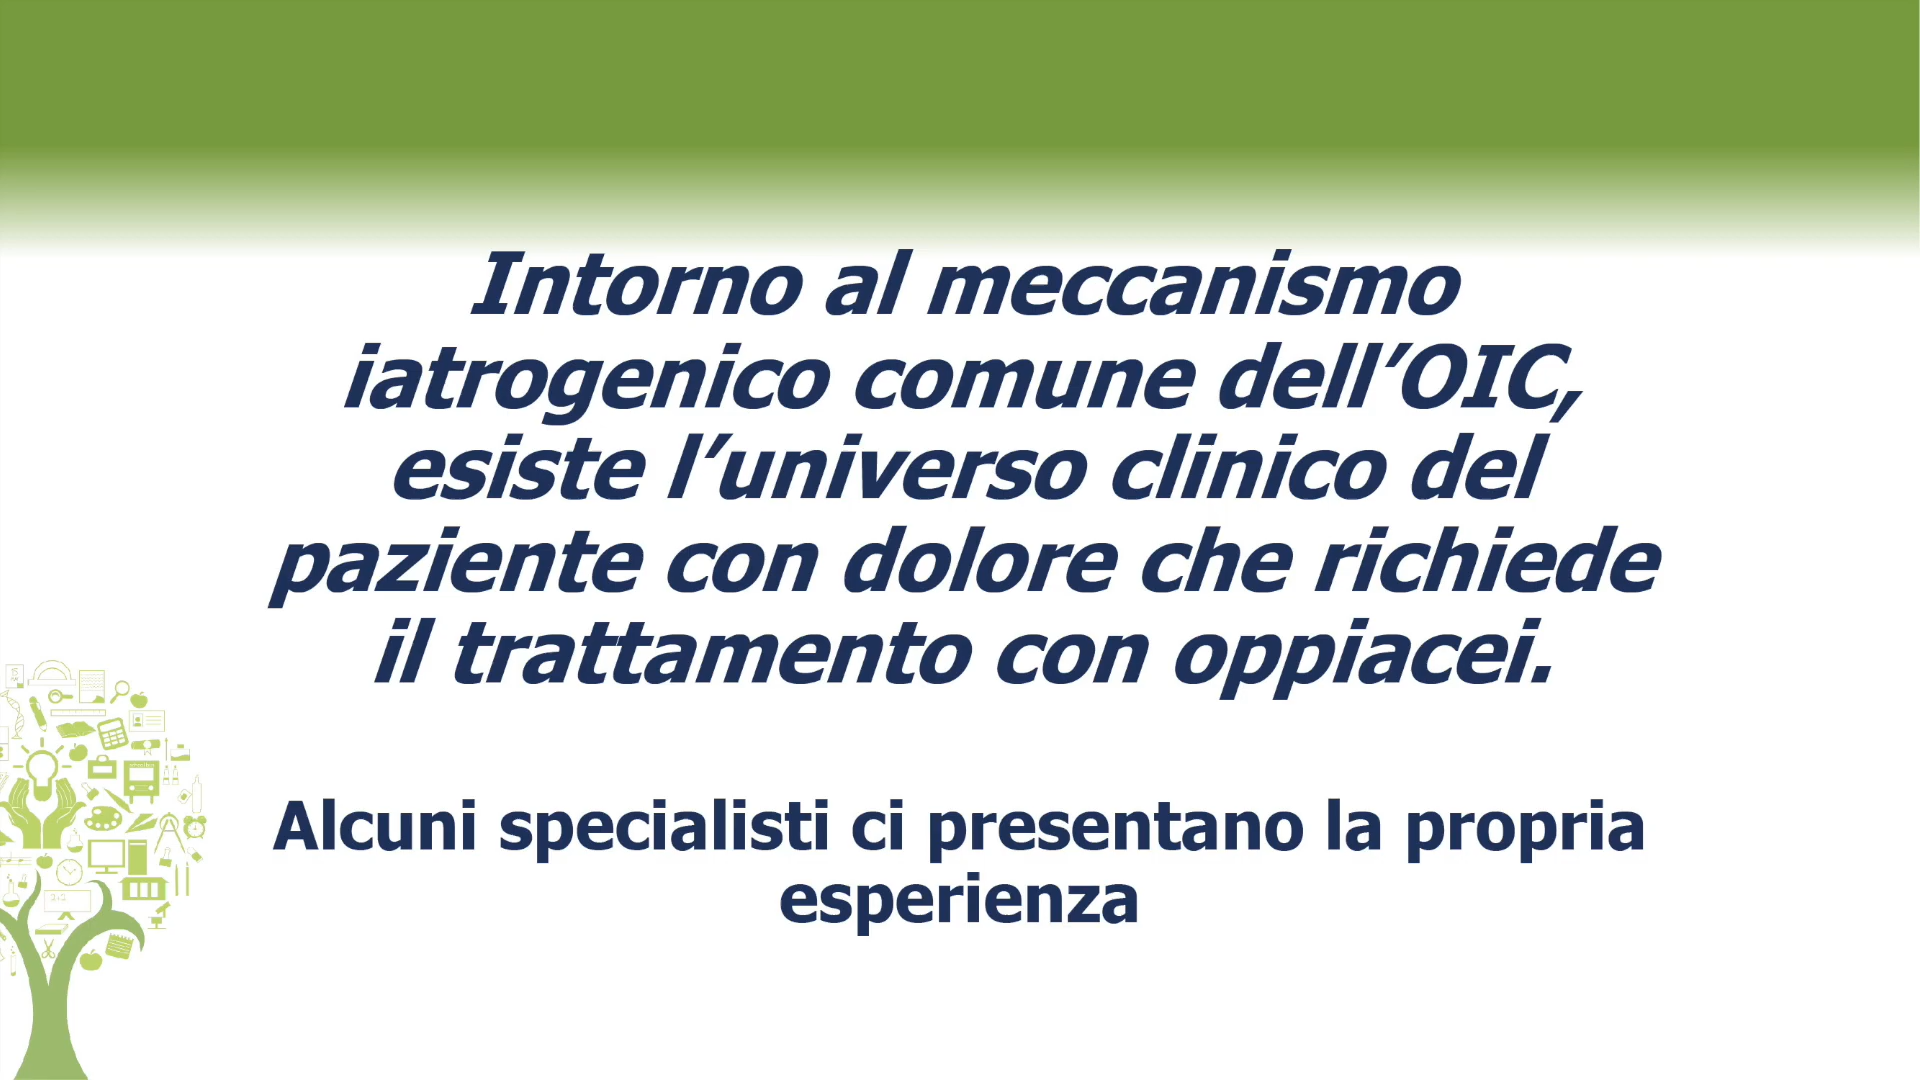 Intorno al meccanismo
iatrogenico comune dell’OIC,
esiste l’universo clinico del
paziente con dolore che richiede
il trattamento con oppiacei.
Alcuni specialisti ci presentano la propria
esperienza